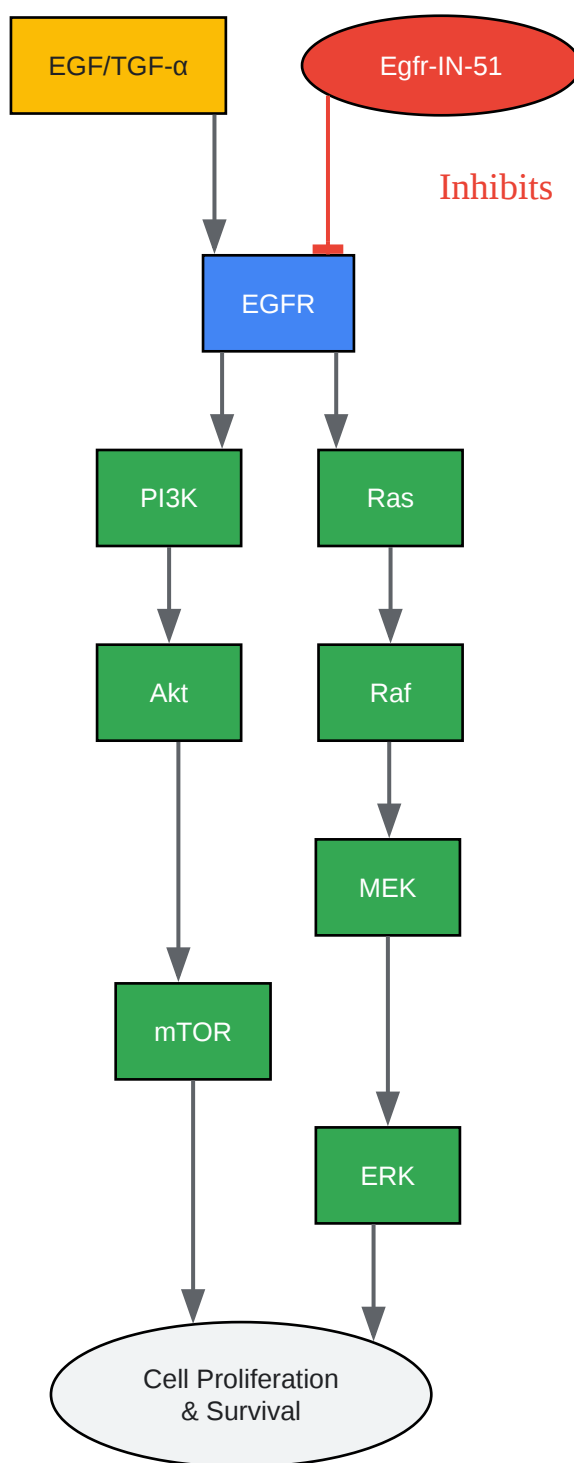 EGF/TGF-α
Egfr-IN-51
Inhibits
EGFR
PI3K
Ras
Akt
Raf
MEK
mTOR
ERK
Cell Proliferation
& Survival